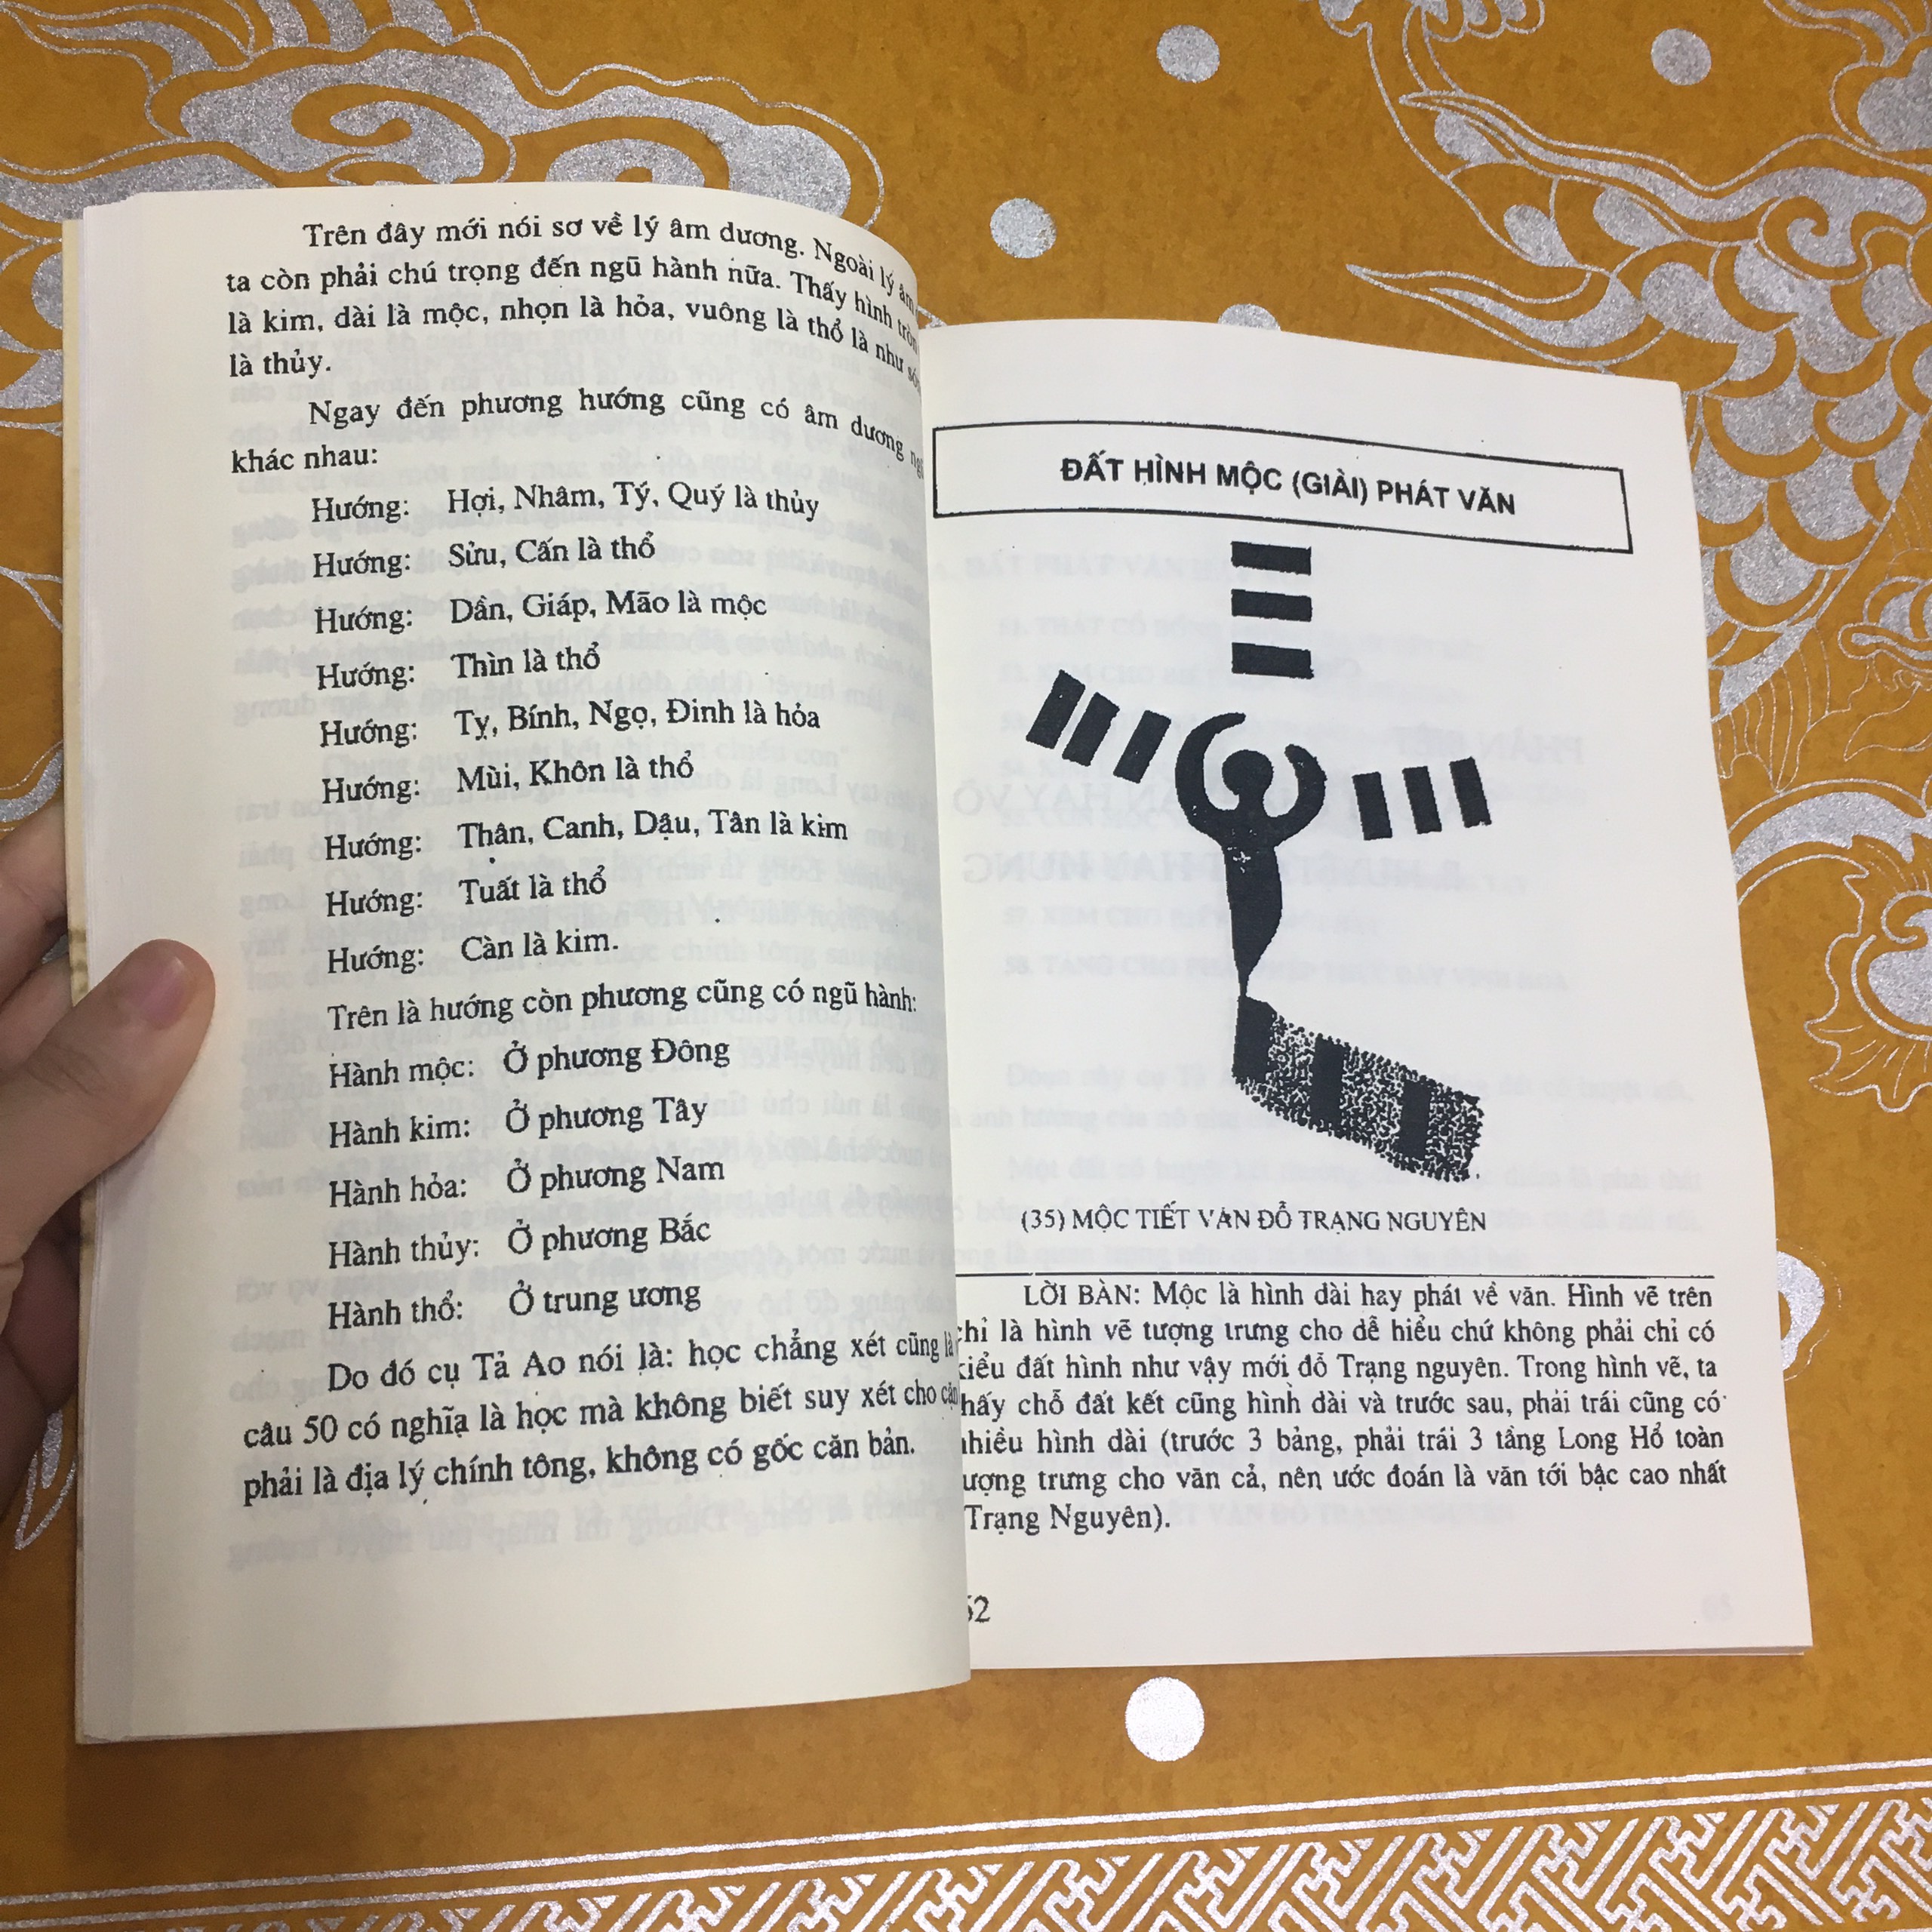 Trên đây mới nói sơ về lý âm dương. Ngoài lý âm
ta còn phải chú trọng đến ngũ hành nữa. Thấy hình tròn
là kim, dài là mộc, nhọn là hỏa, vuông là thổ là như
là thủy.
Ngay đến phương hướng cũng có âm dương
khác nhau:
Hướng: Hợi, Nhâm, Tý, Quý là thủy
Hướng: Sửu, Cấn là thổ
Hướng: Dần, Giáp, Mão là mộc
Hướng: Thìn là thổ
Hướng: Tỵ, Bính, Ngọ, Đinh là hỏa
Hướng: Mùi, Khôn là thổ
Hướng: Thận, Canh, Dậu, Tân là kim
Hướng: Tuất là thổ
Hướng: Càn là kim.
Trên là hướng còn phương cũng có ngũ hành:
Hành mộc: Ở phương Đông
Hành kim: Ở phương Tây
Hành hỏa: Ở phương Nam
Hành thủy: Ở phương Bắc
Hành thổ: Ở trung ương
Do đó cụ Tả Ao nói là: học chẳng xét cũng là
câu 50 có nghĩa là học mà không biết suy xét cho
phải là địa lý chính tông, không có gốc căn bản.
ĐẤT HÌNH MỘC (GIÀI) PHÁT VĂN
(35) MỘC TIẾT VĂN ĐỖ TRẠNG NGUYÊN
LỜI BÀN: Mộc là hình dài hay phát về văn. Hình vẽ trên
là hình vẽ tượng trưng cho dễ hiểu chứ không phải chỉ có
đất hình như vậy mới đỗ Trạng nguyên. Trong hình vẽ, ta
chỗ đất kết cũng hình dài và trước sau, phải trái cũng có
hình dài (trước 3 bảng, phải trái 3 tầng Long Hổ toàn
trưng cho văn cả, nên ước đoán là văn tới bậc cao nhất
Trạng Nguyên).